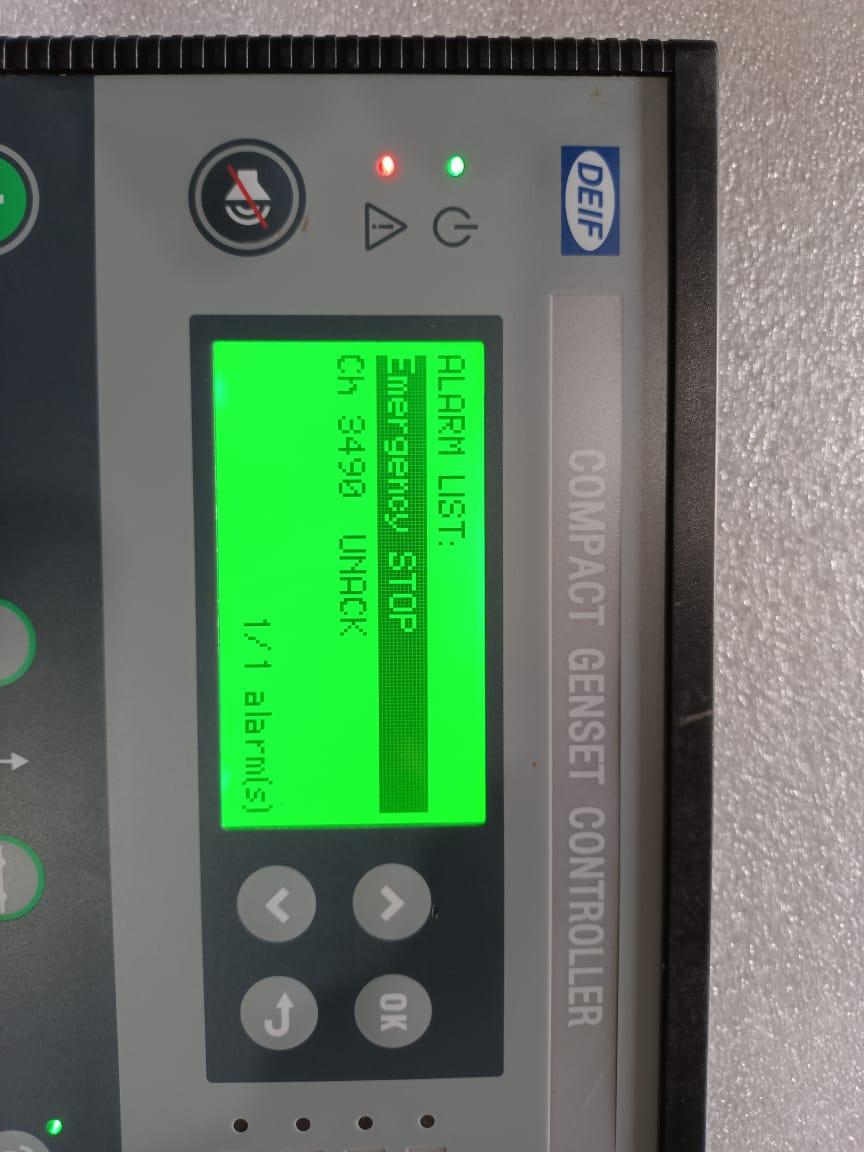 DEIF
COMPACT GENSET CONTROLLER
ALARM LIST:
Emergency STOP
Ch 3490 UNACK
1/1 alarm(s)
OK